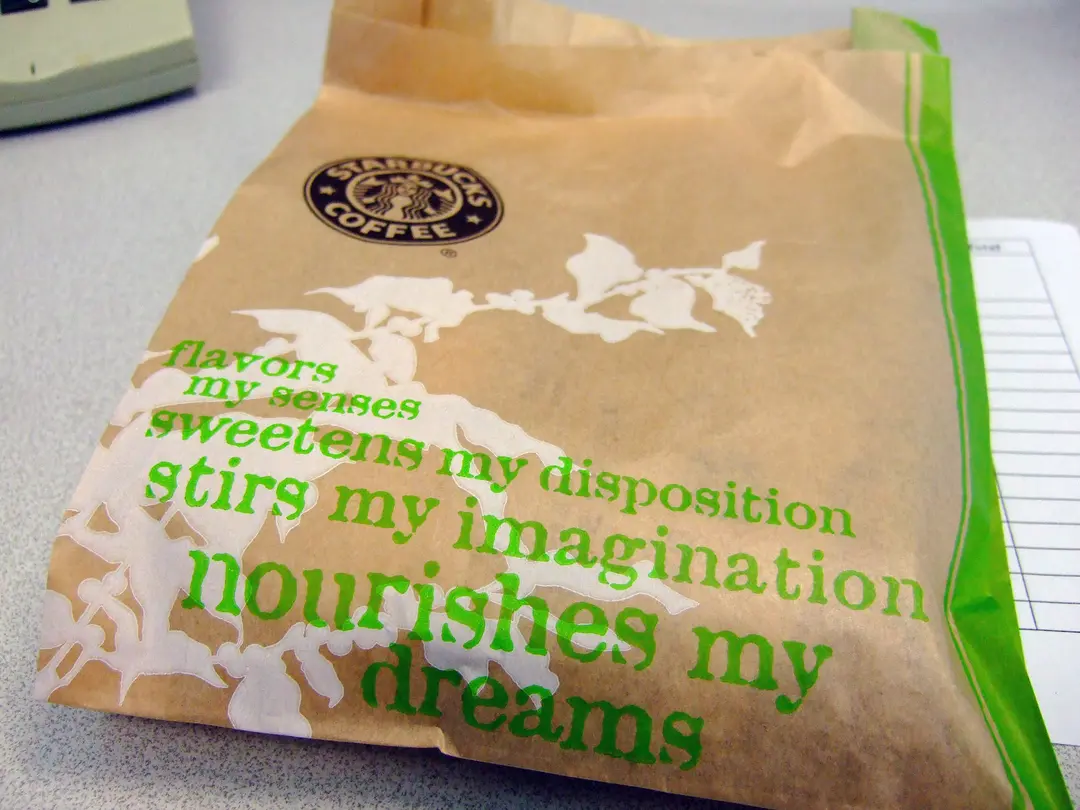 STARBUCKS
COFFEE
®
flavors
my senses
sweetens my disposition
stirs my imagination
nourishes my
dreams